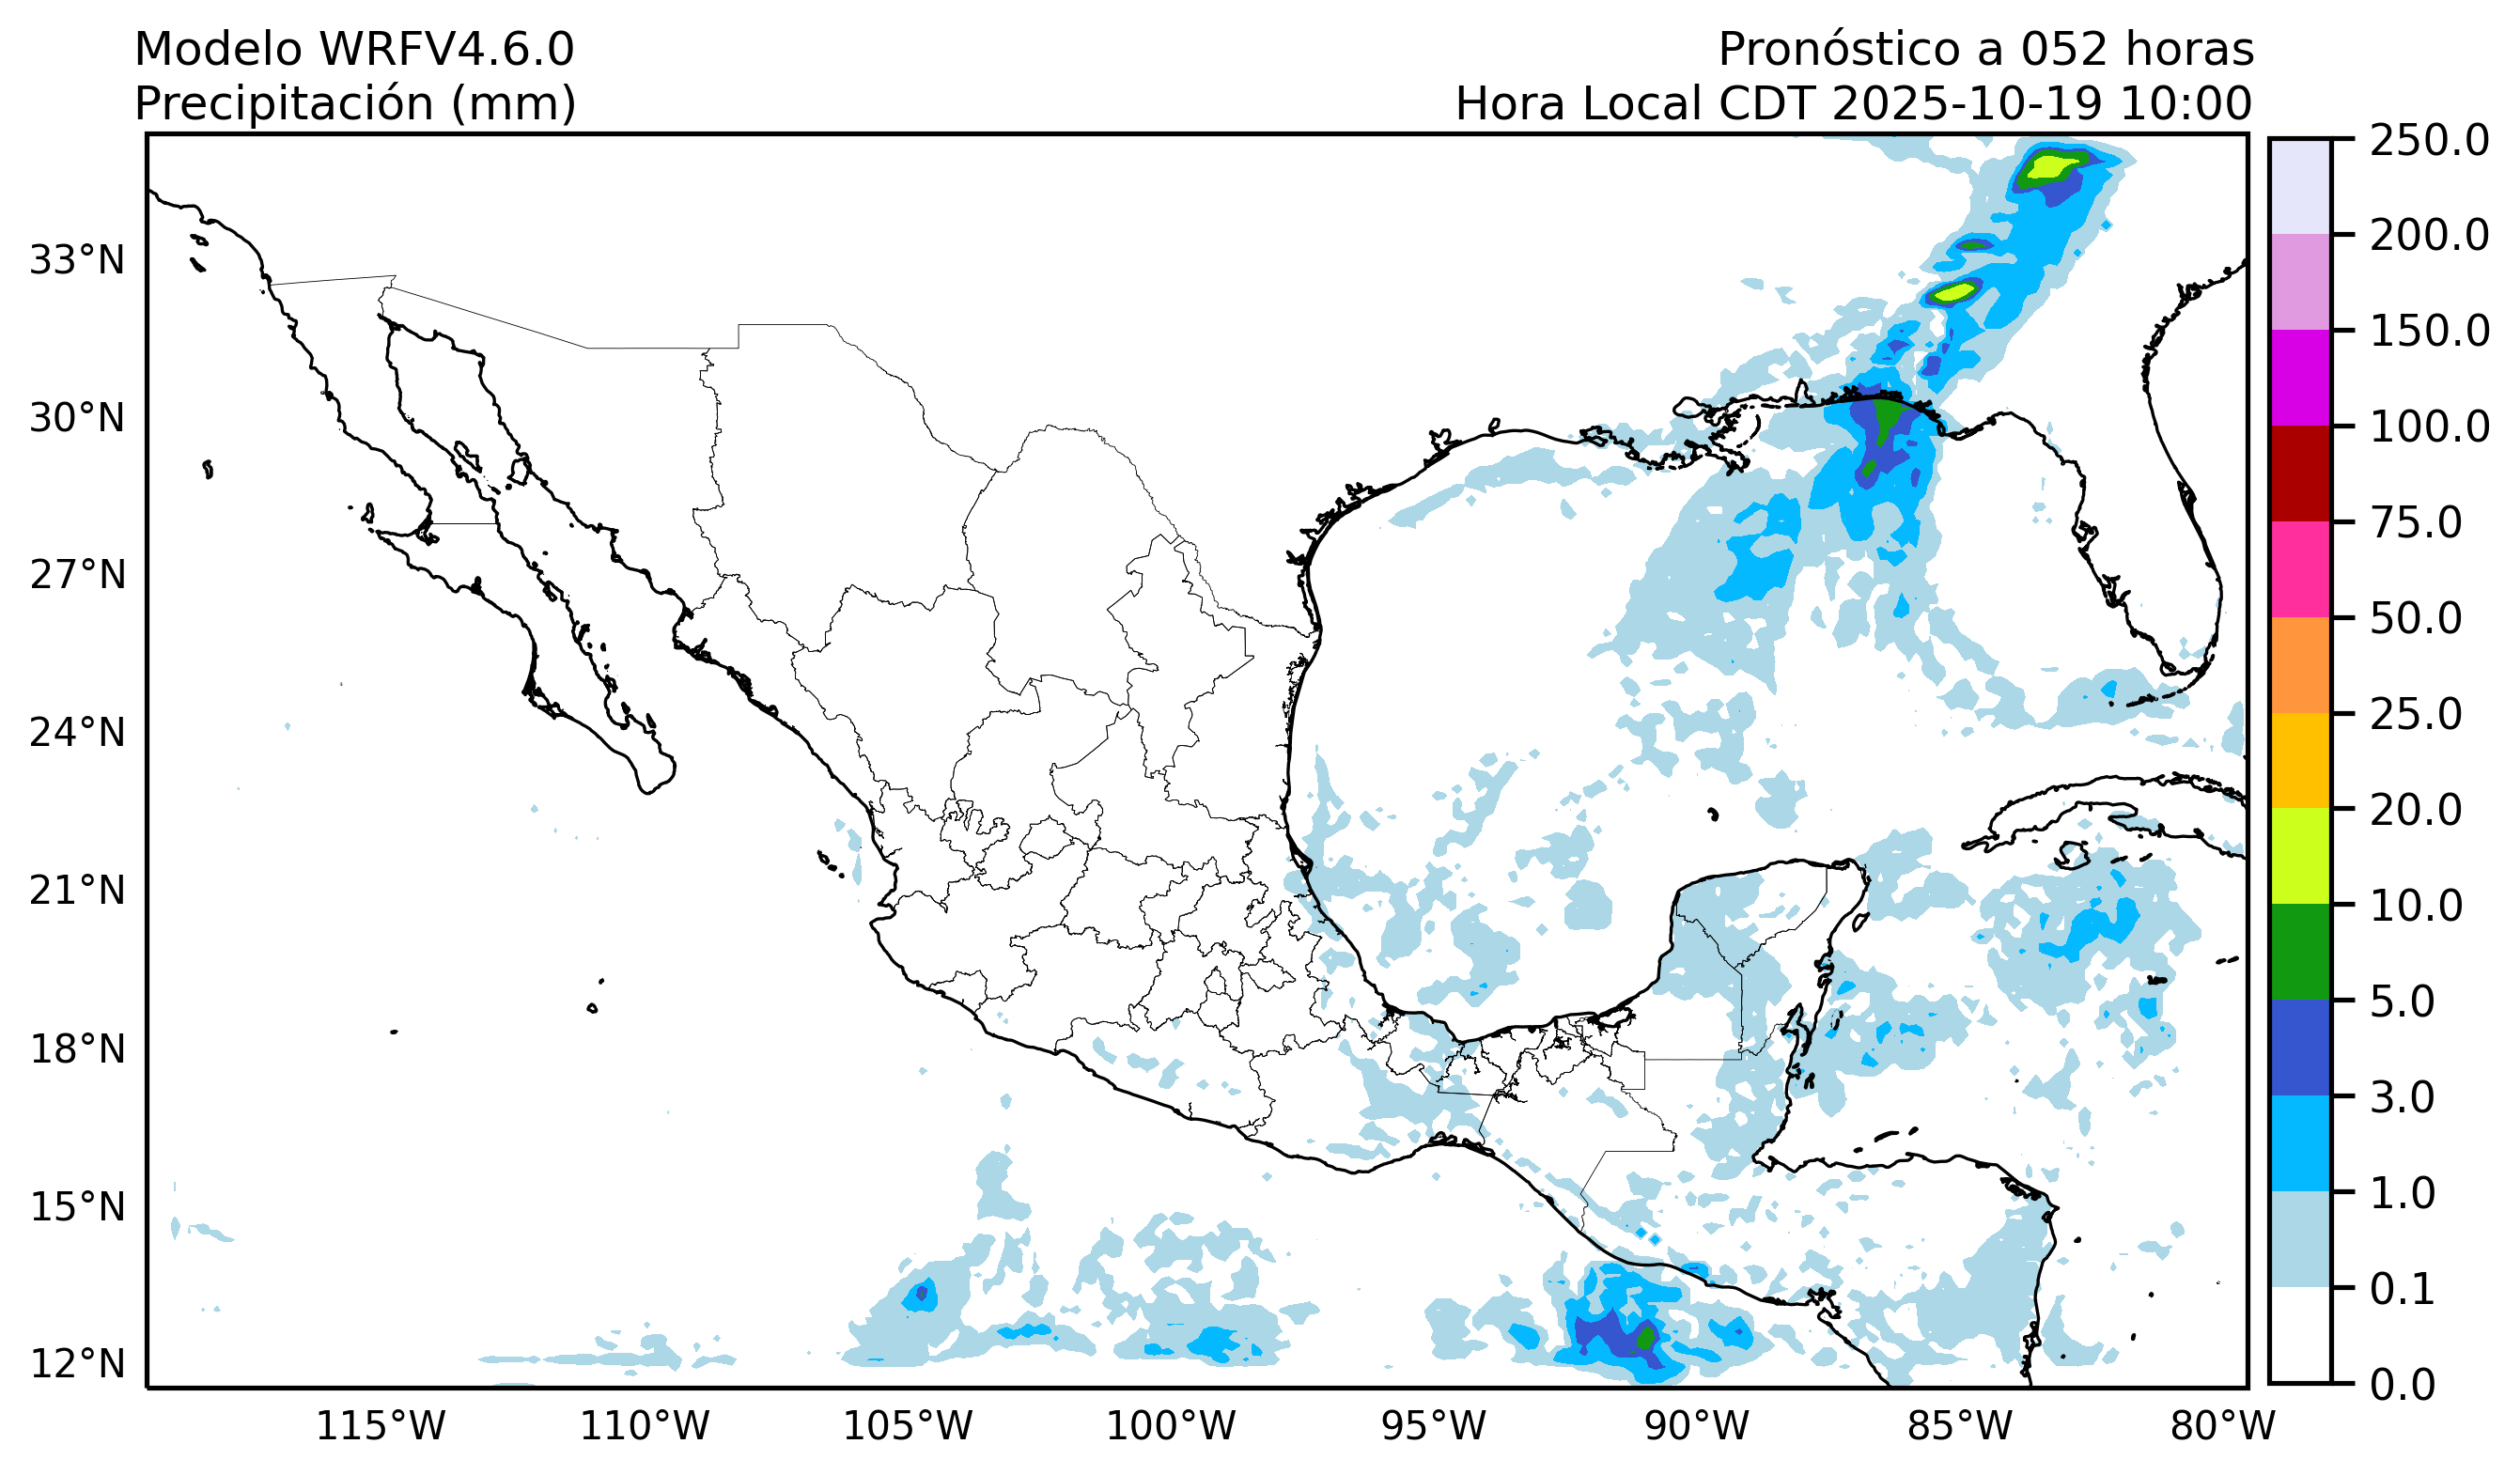 Modelo WRFV4.6.0
Precipitación (mm)
Pronóstico a 052 horas
Hora Local CDT 2025-10-19 10:00
33°N
30°N
27°N
24°N
21°N
18°N
15°N
12°N
115°W
110°W
105°W
100°W
95°W
90°W
85°W
80°W
250.0
200.0
150.0
100.0
75.0
50.0
25.0
20.0
10.0
5.0
3.0
1.0
0.1
0.0